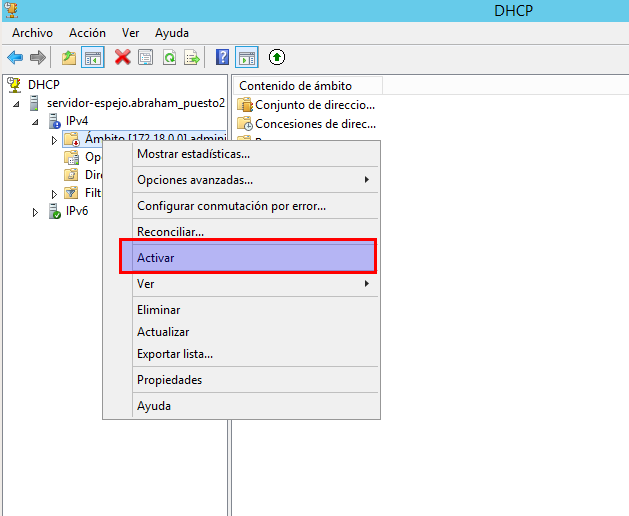 DHCP
Archivo Acción Ver Ayuda
DHCP
servidor-espejo.abraham_puesto2
IPv4
Ámbito [172.18.0.0] admini
Op
Dire
Filt
IPv6
Contenido de ámbito
Conjunto de direccio...
Concesiones de direc...
Mostrar estadísticas...
Opciones avanzadas...
Configurar conmutación por error...
Reconciliar...
Activar
Ver
Eliminar
Actualizar
Exportar lista...
Propiedades
Ayuda